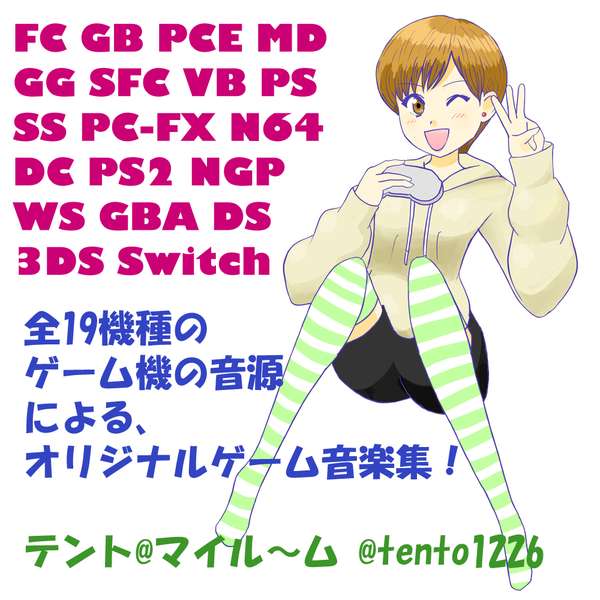 FC GB PCE MD
GG SFC VB PS
SS PC-FX N64
DC PS2 NGP
WS GBA DS
3DS Switch
全19機種の
ゲーム機の音源
による、
オリジナルゲーム音楽集！
テント@マイル～ム @tento1226